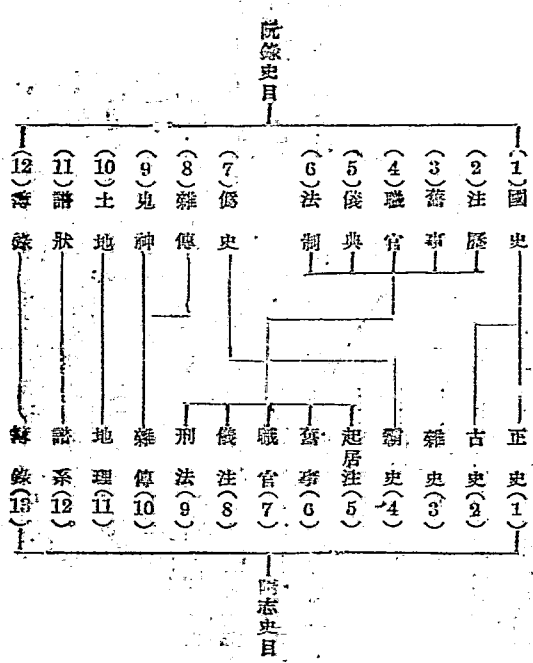 阮錄史目
(1)國史
(2)注歷
(3)舊事
(4)職官
(5)儀典
(6)法制
(7)僞史
(8)雜傳
(9)鬼神
(10)土地
(11)譜狀
(12)簿錄
正史(1)
古史(2)
雜史(3)
霸史(4)
起居注(5)
舊事(6)
職官(7)
儀注(8)
刑法(9)
雜傳(10)
地理(11)
譜系(12)
簿錄(13)
隋志史目